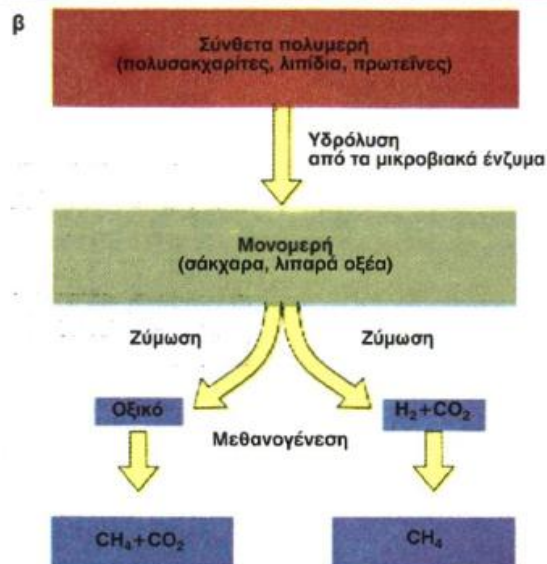 β
Σύνθετα πολυμερή
(πολυσακχαρίτες, λιπίδια, πρωτεΐνες)
Υδρόλυση
από τα μικροβιακά ένζυμα
Μονομερή
(σάκχαρα, λιπαρά οξέα)
Ζύμωση
Ζύμωση
Οξικό
H₂+CO₂
Μεθανογένεση
CH₄+CO₂
CH₄